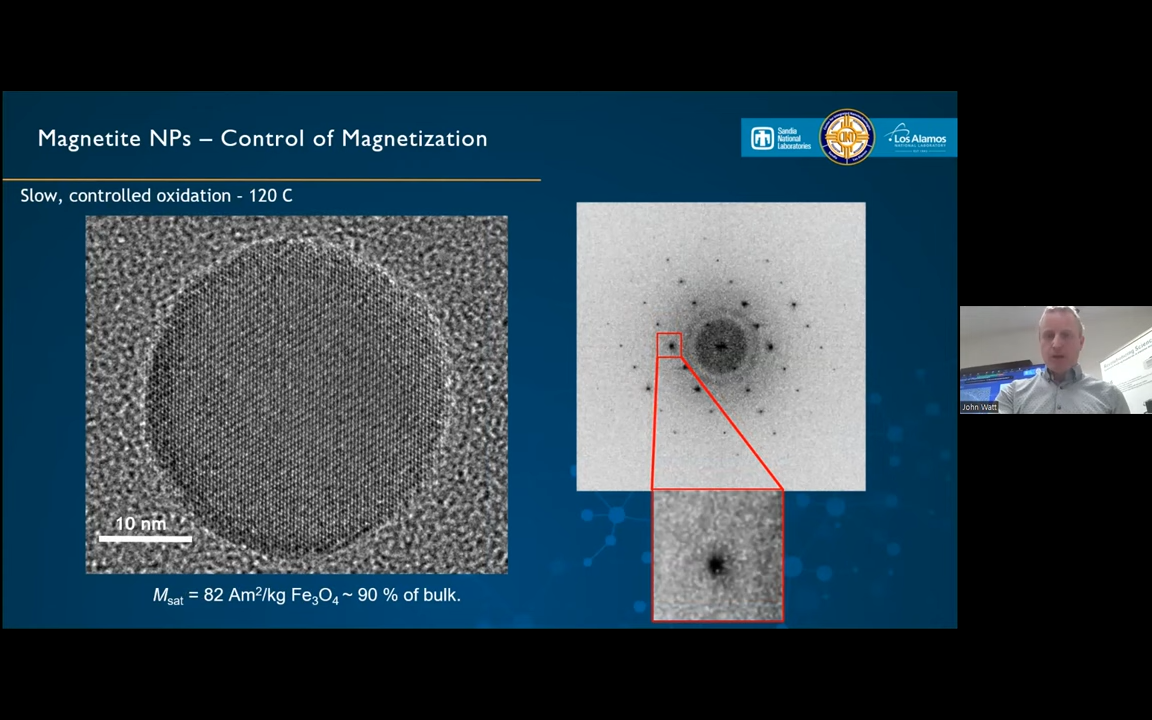 Magnetite NPs – Control of Magnetization
Sandia
National
Laboratories
CINT
Los Alamos
NATIONAL LABORATORY
Slow, controlled oxidation - 120 C
10 nm
John Watt
Msat = 82 Am2/kg Fe3O4 ~ 90 % of bulk.